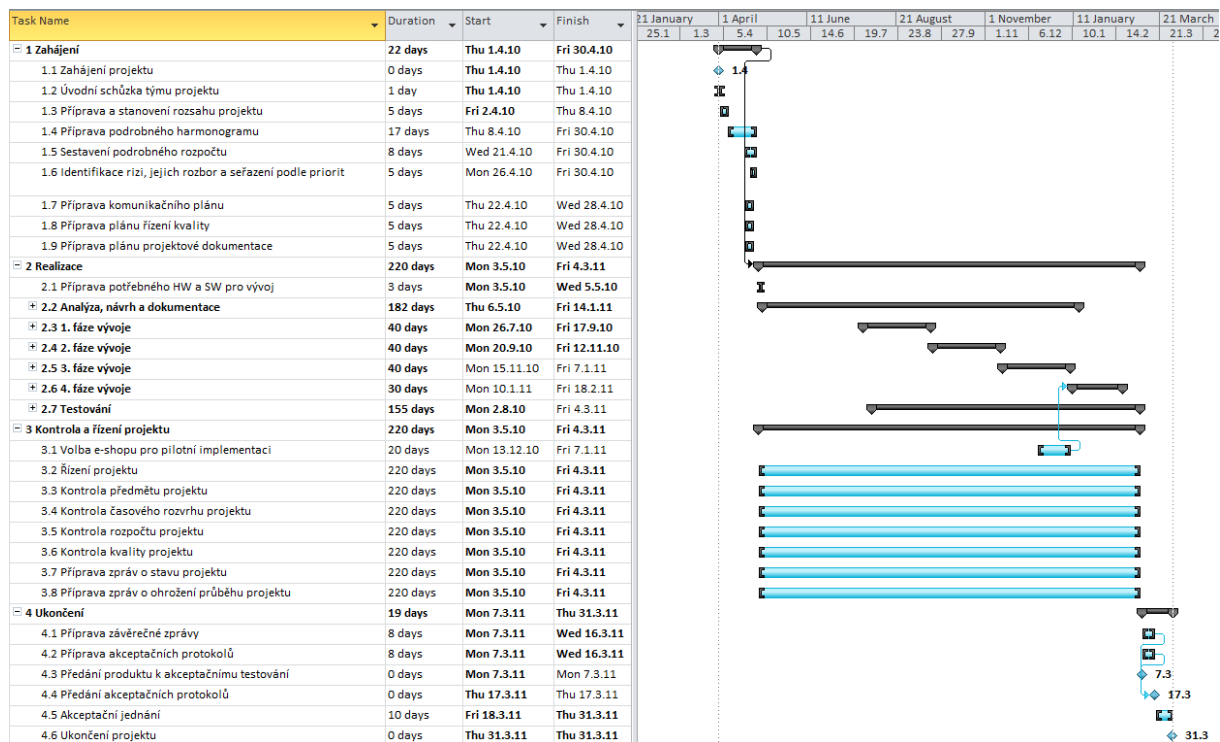 Task Name Duration Start Finish 21 January 1 April 11 June 21 August 1 November 11 January 21 March
25.1 1.3 5.4 10.5 14.6 19.7 23.8 27.9 1.11 6.12 10.1 14.2 21.3 2
1 Zahájení 22 days Thu 1.4.10 Fri 30.4.10
1.1 Zahájení projektu 0 days Thu 1.4.10 Thu 1.4.10 1.4
1.2 Úvodní schůzka týmu projektu 1 day Thu 1.4.10 Thu 1.4.10
1.3 Příprava a stanovení rozsahu projektu 5 days Fri 2.4.10 Thu 8.4.10
1.4 Příprava podrobného harmonogramu 17 days Thu 8.4.10 Fri 30.4.10
1.5 Sestavení podrobného rozpočtu 8 days Wed 21.4.10 Fri 30.4.10
1.6 Identifikace rizi, jejich rozbor a seřazení podle priorit 5 days Mon 26.4.10 Fri 30.4.10
1.7 Příprava komunikačního plánu 5 days Thu 22.4.10 Wed 28.4.10
1.8 Příprava plánu řízení kvality 5 days Thu 22.4.10 Wed 28.4.10
1.9 Příprava plánu projektové dokumentace 5 days Thu 22.4.10 Wed 28.4.10
2 Realizace 220 days Mon 3.5.10 Fri 4.3.11
2.1 Příprava potřebného HW a SW pro vývoj 3 days Mon 3.5.10 Wed 5.5.10
2.2 Analýza, návrh a dokumentace 182 days Thu 6.5.10 Fri 14.1.11
2.3 1. fáze vývoje 40 days Mon 26.7.10 Fri 17.9.10
2.4 2. fáze vývoje 40 days Mon 20.9.10 Fri 12.11.10
2.5 3. fáze vývoje 40 days Mon 15.11.10 Fri 7.1.11
2.6 4. fáze vývoje 30 days Mon 10.1.11 Fri 18.2.11
2.7 Testování 155 days Mon 2.8.10 Fri 4.3.11
3 Kontrola a řízení projektu 220 days Mon 3.5.10 Fri 4.3.11
3.1 Volba e-shopu pro pilotní implementaci 20 days Mon 13.12.10 Fri 7.1.11
3.2 Řízení projektu 220 days Mon 3.5.10 Fri 4.3.11
3.3 Kontrola předmětu projektu 220 days Mon 3.5.10 Fri 4.3.11
3.4 Kontrola časového rozvrhu projektu 220 days Mon 3.5.10 Fri 4.3.11
3.5 Kontrola rozpočtu projektu 220 days Mon 3.5.10 Fri 4.3.11
3.6 Kontrola kvality projektu 220 days Mon 3.5.10 Fri 4.3.11
3.7 Příprava zpráv o stavu projektu 220 days Mon 3.5.10 Fri 4.3.11
3.8 Příprava zpráv o ohrožení průběhu projektu 220 days Mon 3.5.10 Fri 4.3.11
4 Ukončení 19 days Mon 7.3.11 Thu 31.3.11
4.1 Příprava závěrečné zprávy 8 days Mon 7.3.11 Wed 16.3.11
4.2 Příprava akceptačních protokolů 8 days Mon 7.3.11 Wed 16.3.11
4.3 Předání produktu k akceptačnímu testování 0 days Mon 7.3.11 Mon 7.3.11 7.3
4.4 Předání akceptačních protokolů 0 days Thu 17.3.11 Thu 17.3.11 17.3
4.5 Akceptační jednání 10 days Fri 18.3.11 Thu 31.3.11
4.6 Ukončení projektu 0 days Thu 31.3.11 Thu 31.3.11 31.3